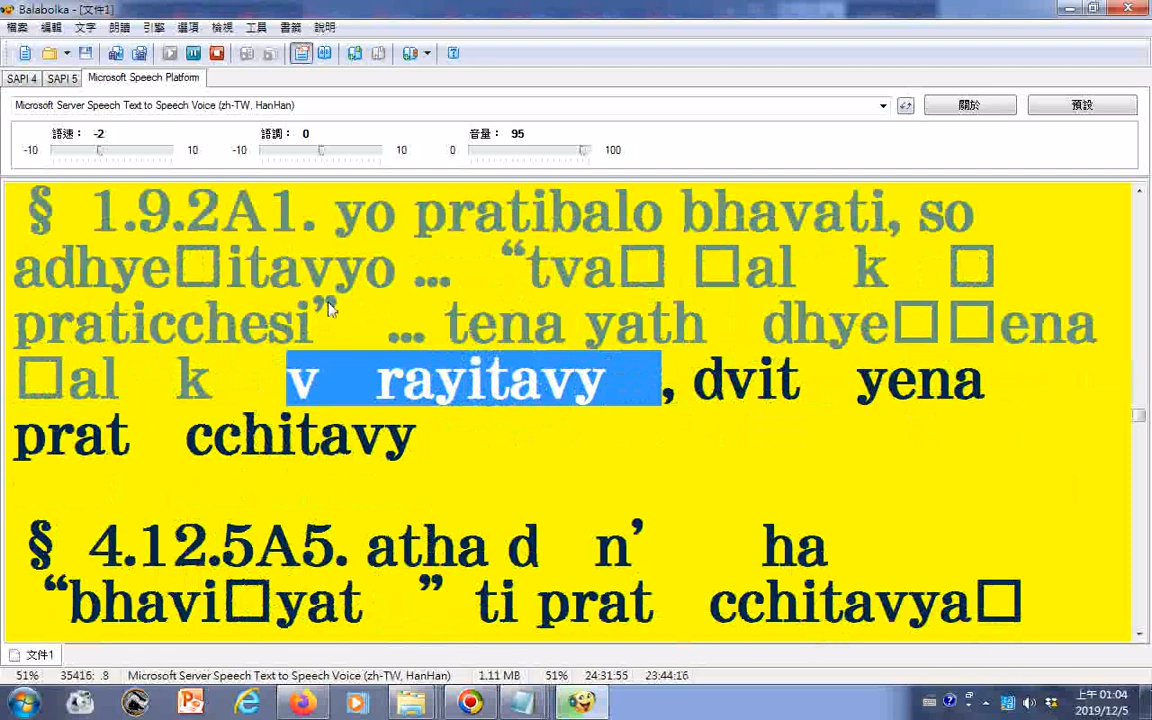 Balabolka - [文件1]
檔案 編輯 文字 朗讀 引擎 選項 檢視 工具 書籤 說明
SAPI 4 SAPI 5 Microsoft Speech Platform
Microsoft Server Speech Text to Speech Voice (zh-TW, HanHan) 關於 預設
語速： -2 語調： 0 音量： 95
-10 10 -10 10 0 100
§ 1.9.2A1. yo pratibalo bhavati, so
adhye□itavyo ... “tva□ □al k □
praticchesi” ... tena yath dhye□□ena
□al k v rayitavy , dvit yena
prat cchitavy
§ 4.12.5A5. atha d n’ ha
“bhavi□yat ” ti prat cchitavya□
文件1
51% 35416: .8 Microsoft Server Speech Text to Speech Voice (zh-TW, HanHan) 1.11 MB 51% 24:31:55 23:44:16
上午 01:04
2019/12/5